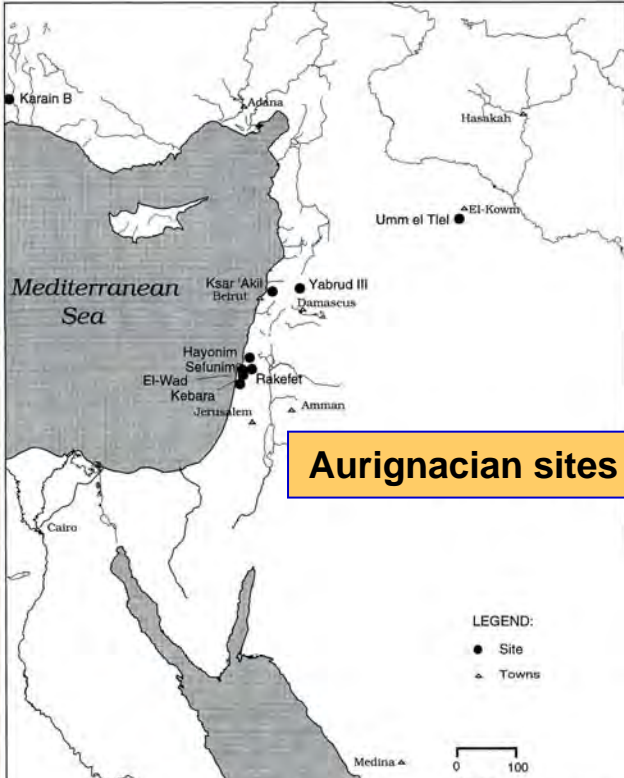 Karain B
Adana
Hasakah
El-Kowm
Umm el Tlel
Mediterranean
Sea
Ksar 'Akil
Yabrud III
Beirut
Damascus
Hayonim
Sefunim
El-Wad
Rakefet
Kebara
Jerusalem
Amman
Aurignacian sites
Cairo
LEGEND:
Site
Towns
Medina
0 100